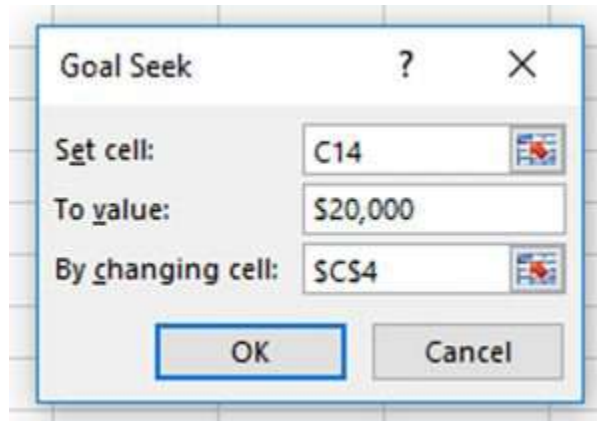 Goal Seek ? ×
Set cell: C14
To value: $20,000
By changing cell: $C$4
OK Cancel